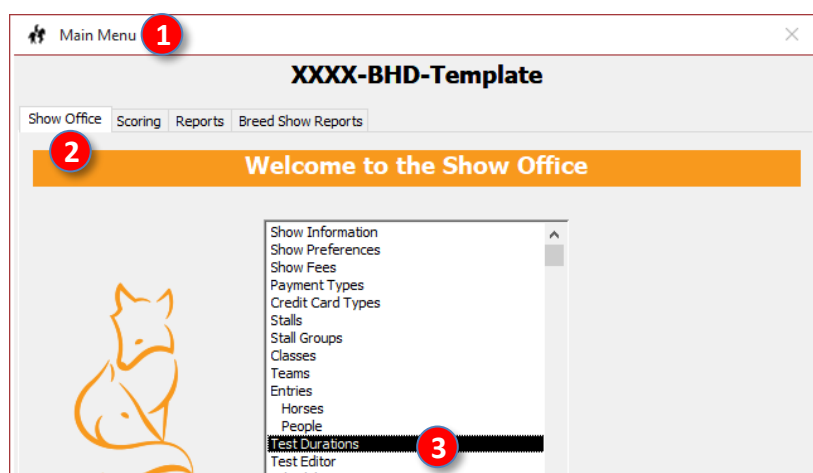 Main Menu 1
XXXX-BHD-Template
Show Office Scoring Reports Breed Show Reports
2
Welcome to the Show Office
Show Information
Show Preferences
Show Fees
Payment Types
Credit Card Types
Stalls
Stall Groups
Classes
Teams
Entries
Horses
People
Test Durations 3
Test Editor